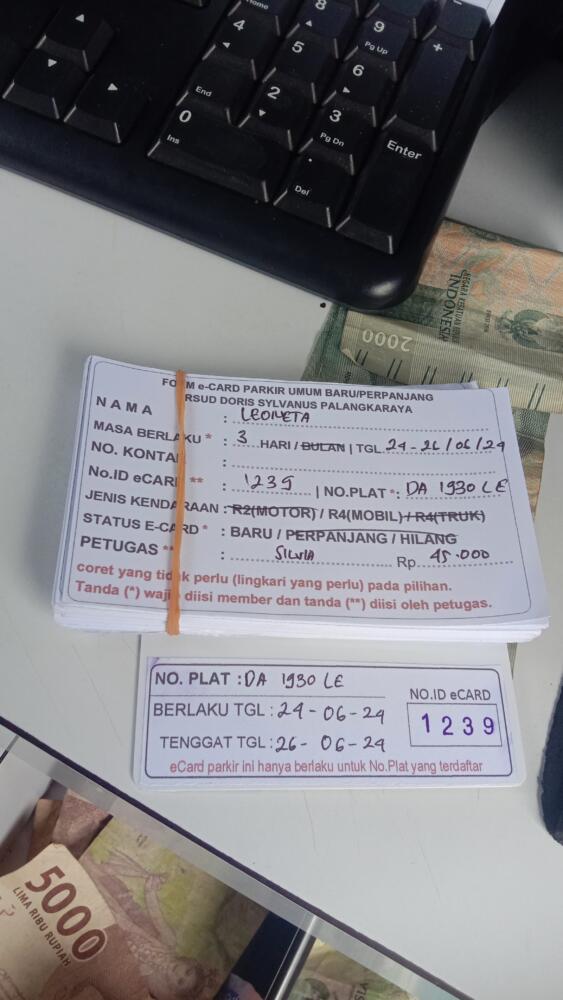 Home
8
9
Pg Up
+
4
5
6
End
2
3
Pg Dn
0
Ins
.
Del
Enter
NEGARA KESATUAN
INDONESIA
2000
FORM e-CARD PARKIR UMUM BARU/PERPANJANG
RSUD DORIS SYLVANUS PALANGKARAYA
NAMA : LEONETA
MASA BERLAKU * : 3 HARI / BULAN | TGL. 24-26/06/24
NO. KONTAK :
No.ID eCARD ** : 1239 | NO.PLAT *: DA 1930 LE
JENIS KENDARAAN : R2(MOTOR) / R4(MOBIL) / R4(TRUK)
STATUS E-CARD * : BARU / PERPANJANG / HILANG
PETUGAS ** : SILVIA Rp. 45.000
coret yang tidak perlu (lingkari yang perlu) pada pilihan.
Tanda (*) wajib diisi member dan tanda (**) diisi oleh petugas.
NO. PLAT : DA 1930 LE
NO.ID eCARD
BERLAKU TGL : 24-06-24
1239
TENGGAT TGL : 26-06-24
eCard parkir ini hanya berlaku untuk No.Plat yang terdaftar
5000
LIMA RIBU RUPIAH